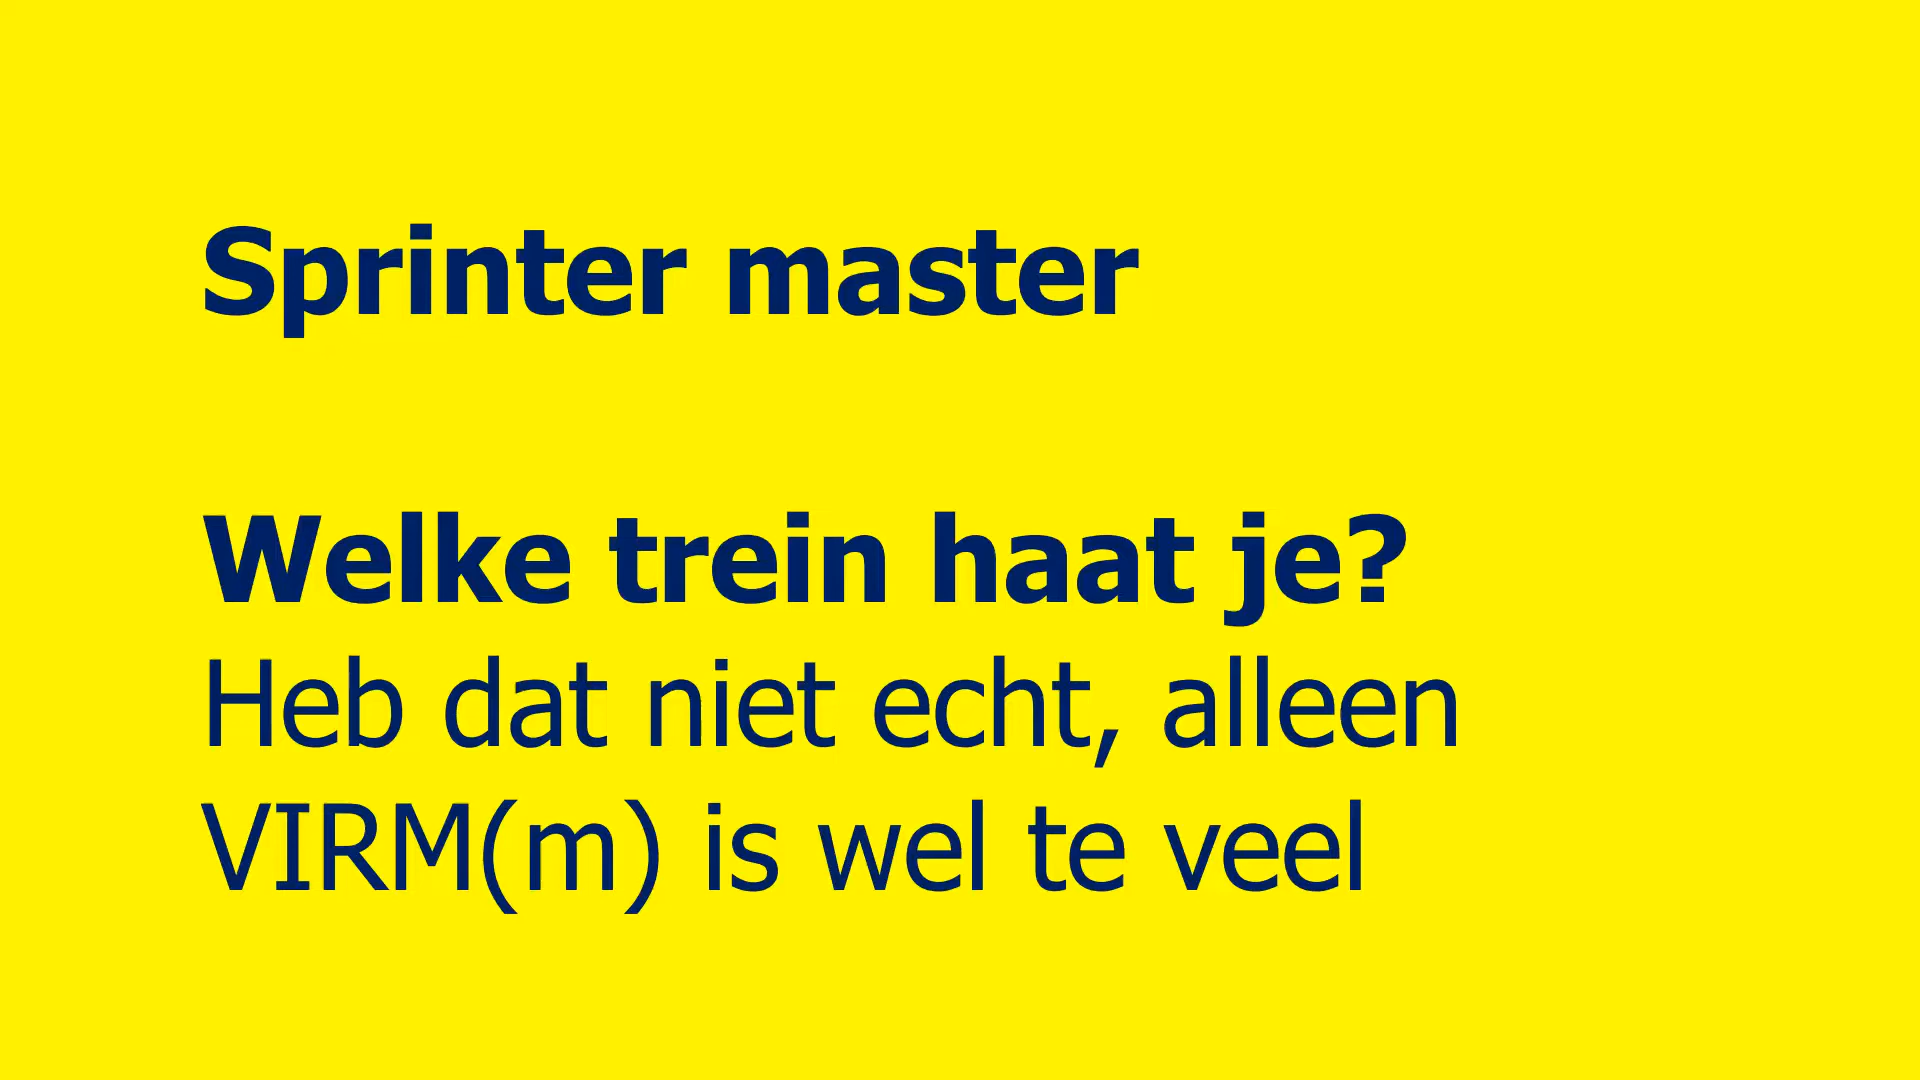 Sprinter master
Welke trein haat je?
Heb dat niet echt, alleen
VIRM(m) is wel te veel